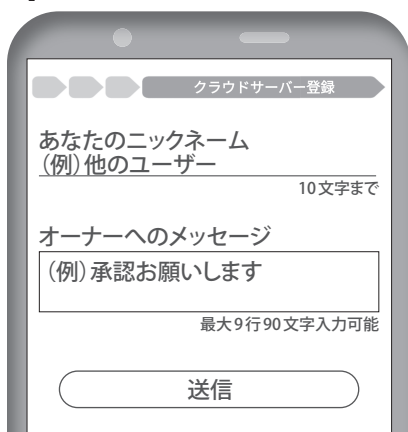 クラウドサーバー登録
あなたのニックネーム
（例）他のユーザー
10文字まで
オーナーへのメッセージ
（例）承認お願いします
最大9行90文字入力可能
送信